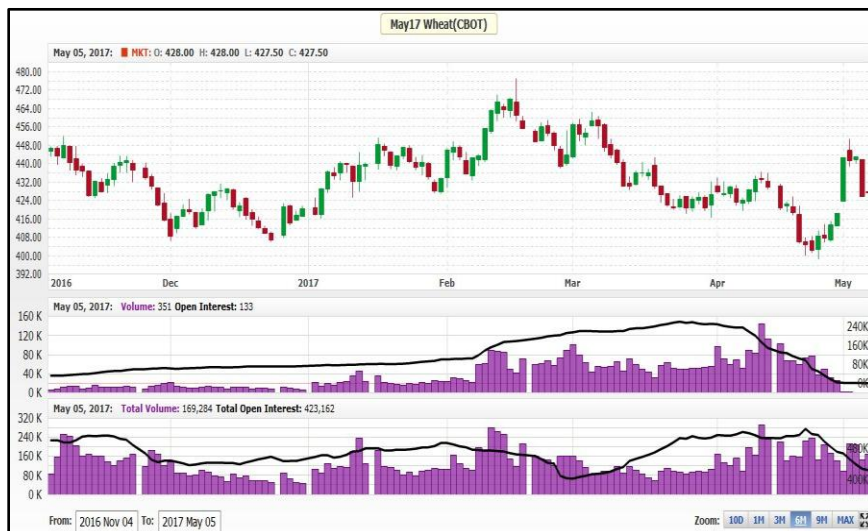 May17 Wheat(CBOT)
May 05, 2017: MKT: O: 428.00 H: 428.00 L: 427.50 C: 427.50
480.00
472.00
464.00
456.00
448.00
440.00
432.00
424.00
416.00
408.00
400.00
392.00
2016 Dec 2017 Feb Mar Apr May
May 05, 2017: Volume: 351 Open Interest: 133
160 K
120 K
80 K
40 K
0 K
240K
160K
80K
0K
May 05, 2017: Total Volume: 169,284 Total Open Interest: 423,162
320 K
240 K
160 K
80 K
0 K
400K
From: 2016 Nov 04 To: 2017 May 05 Zoom: 10D 1M 3M 6M 9M MAX